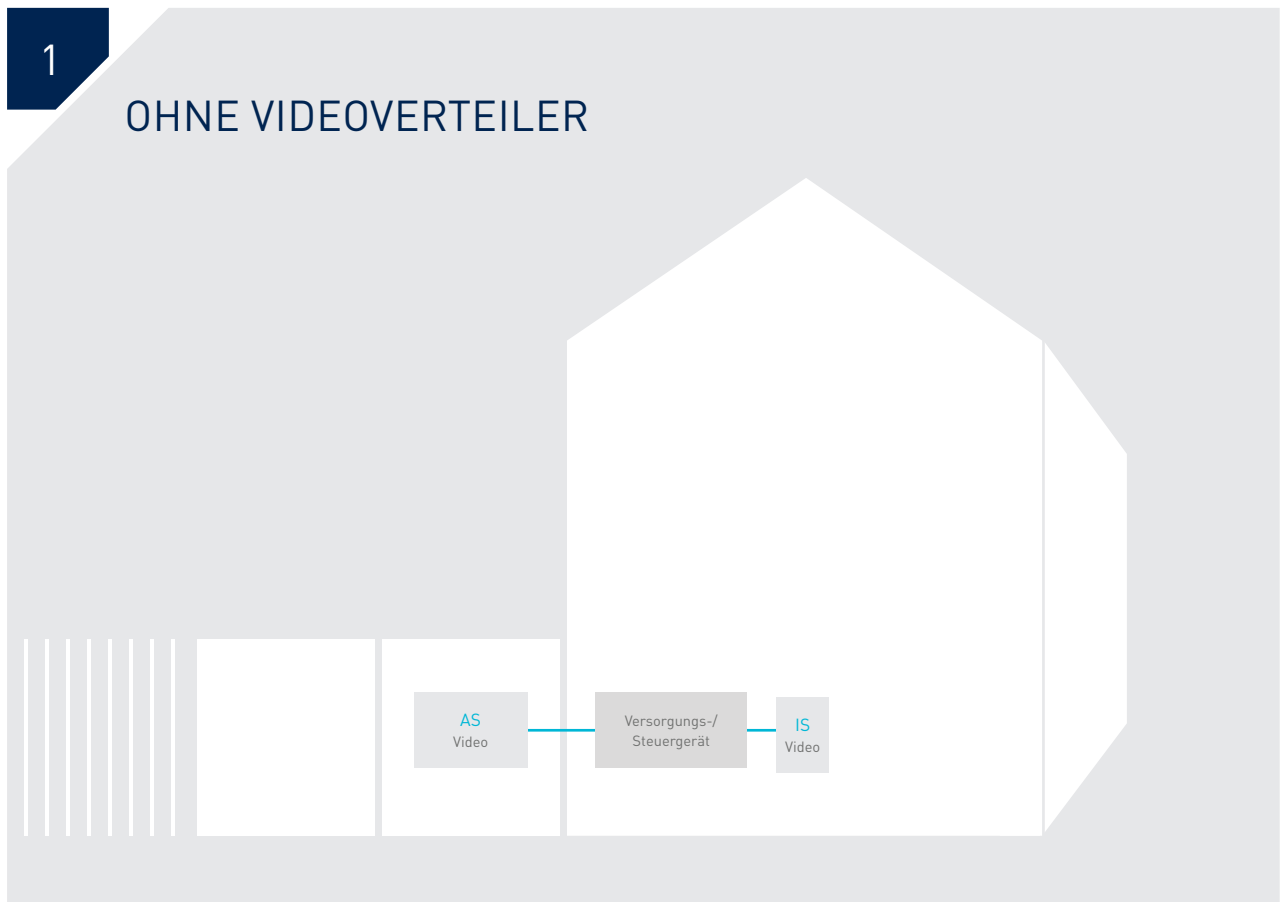 1
OHNE VIDEOVERTEILER
AS
Video
Versorgungs-/
Steuergerät
IS
Video